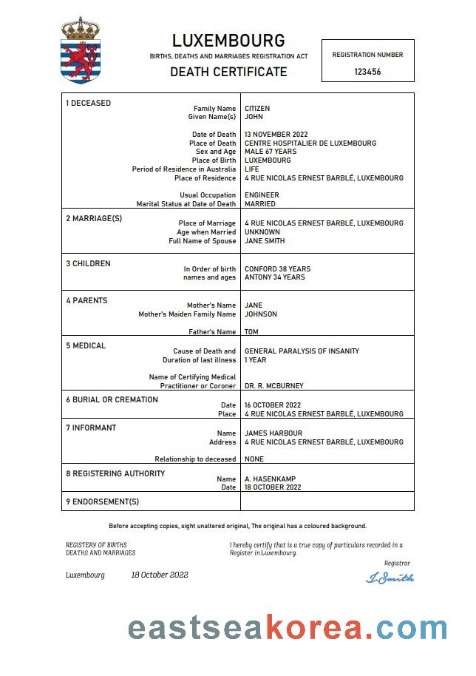 LUXEMBOURG
BIRTHS, DEATHS AND MARRIAGES REGISTRATION ACT
DEATH CERTIFICATE
REGISTRATION NUMBER
123456
1 DECEASED
Family Name CITIZEN
Given Name(s) JOHN
Date of Death 13 NOVEMBER 2022
Place of Death CENTRE HOSPITALIER DE LUXEMBOURG
Sex and Age MALE 67 YEARS
Place of Birth LUXEMBOURG
Period of Residence in Australia LIFE
Place of Residence 4 RUE NICOLAS ERNEST BARBLÉ, LUXEMBOURG
Usual Occupation ENGINEER
Marital Status at Date of Death MARRIED
2 MARRIAGE(S)
Place of Marriage 4 RUE NICOLAS ERNEST BARBLÉ, LUXEMBOURG
Age when Married UNKNOWN
Full Name of Spouse JANE SMITH
3 CHILDREN
In Order of birth CONFORD 38 YEARS
names and ages ANTONY 34 YEARS
4 PARENTS
Mother's Name JANE
Mother's Maiden Family Name JOHNSON
Father's Name TOM
5 MEDICAL
Cause of Death and GENERAL PARALYSIS OF INSANITY
Duration of last illness 1 YEAR
Name of Certifying Medical
Practitioner or Coroner DR. R. MCBURNEY
6 BURIAL OR CREMATION
Date 16 OCTOBER 2022
Place 4 RUE NICOLAS ERNEST BARBLÉ, LUXEMBOURG
7 INFORMANT
Name JAMES HARBOUR
Address 4 RUE NICOLAS ERNEST BARBLÉ, LUXEMBOURG
Relationship to deceased NONE
8 REGISTERING AUTHORITY
Name A. HASENKAMP
Date 18 OCTOBER 2022
9 ENDORSEMENT(S)
Before accepting copies, sight unaltered original, The original has a coloured background.
REGISTERY OF BIRTHS
DEATHS AND MARRIAGES
I hereby certify that is a true copy of particulars recorded in a
Register in Luxembourg.
Registrar
Luxembourg 18 October 2022
J.Smith
eastseakorea.com